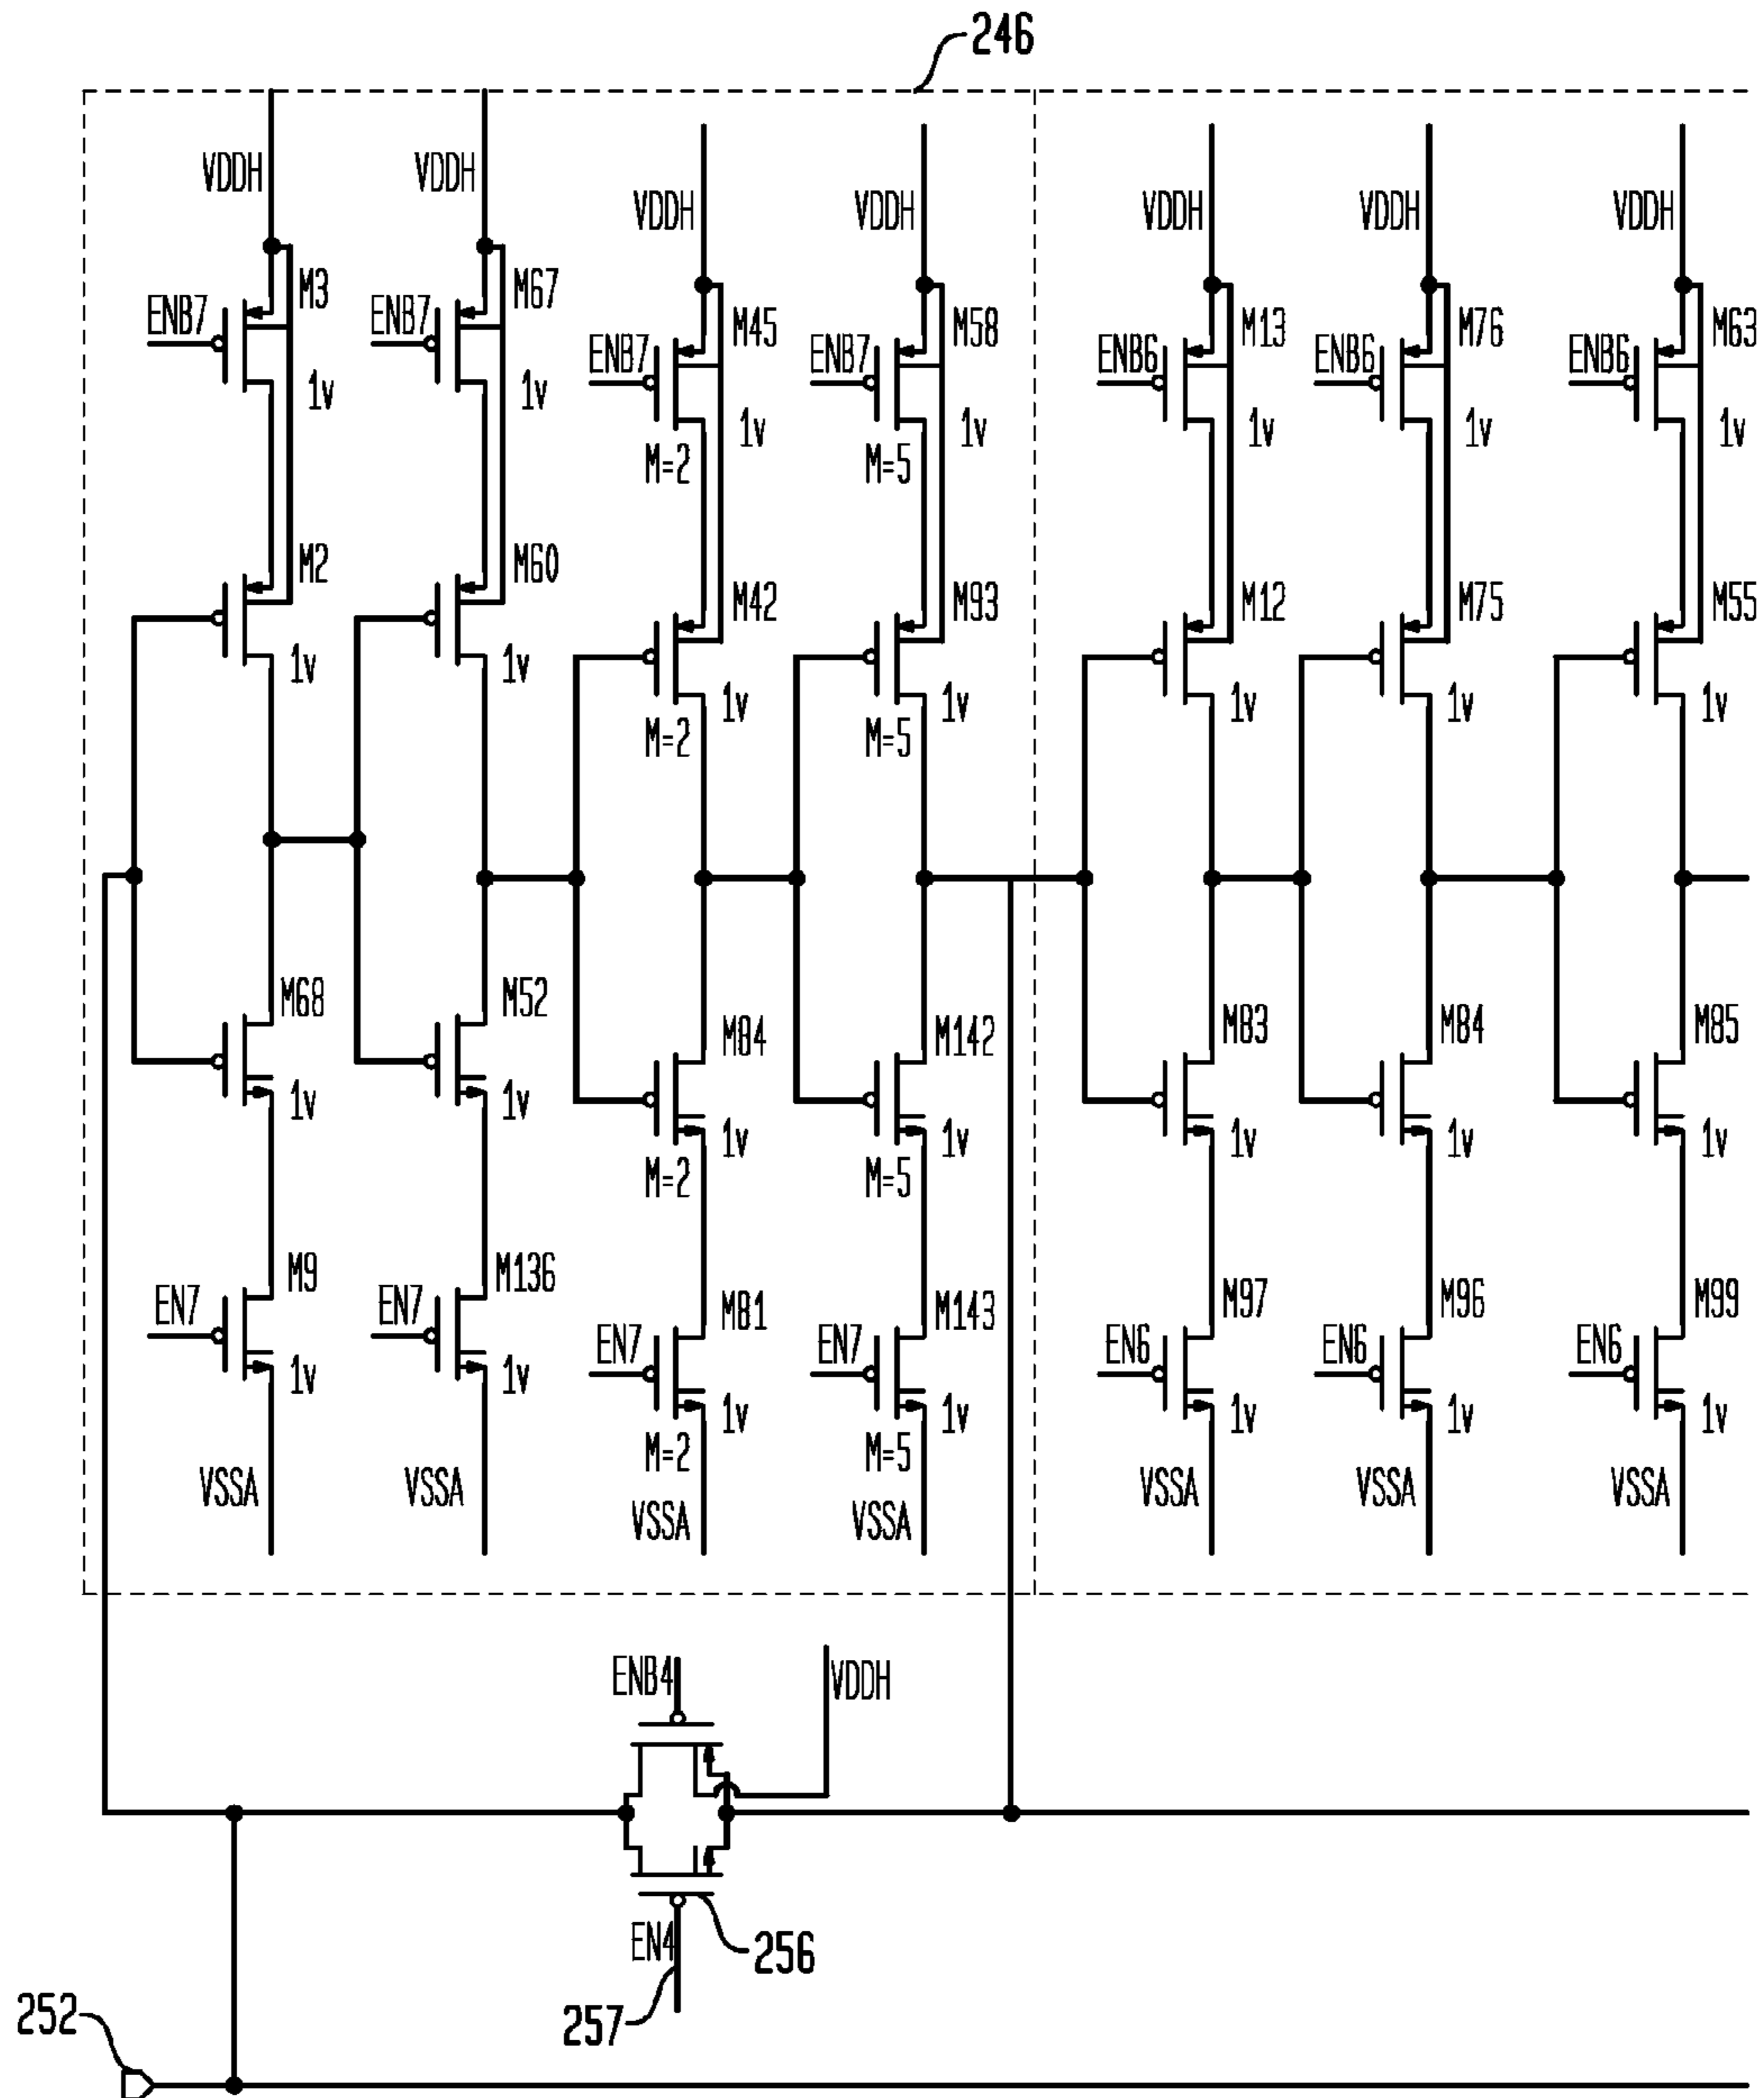 246
VDDH VDDH VDDH VDDH VDDH VDDH VDDH
M3 M67 M45 M58 M13 M76 M63
ENB7 ENB7 ENB7 ENB7 ENB6 ENB6 ENB6
1v 1v 1v 1v 1v 1v 1v
M=2 M=5
M2 M60 M42 M93 M12 M75 M55
1v 1v 1v 1v 1v 1v 1v
M=2 M=5
M68 M52 M84 M142 M83 M84 M85
1v 1v 1v 1v 1v 1v 1v
M=2 M=5
M9 M136 M81 M143 M97 M96 M99
EN7 EN7 EN7 EN7 EN6 EN6 EN6
1v 1v 1v 1v 1v 1v 1v
M=2 M=5
VSSA VSSA VSSA VSSA VSSA VSSA VSSA
ENB4 VDDH
EN4 256
257
252